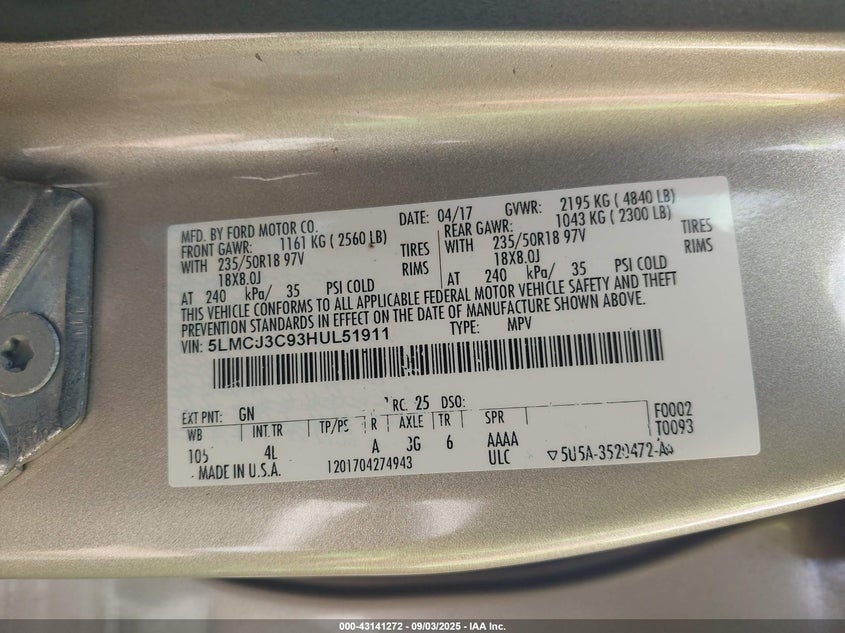 MFD. BY FORD MOTOR CO.
DATE: 04/17 GVWR: 2195 KG ( 4840 LB)
FRONT GAWR: 1161 KG ( 2560 LB) REAR GAWR: 1043 KG ( 2300 LB)
WITH 235/50R18 97V TIRES WITH 235/50R18 97V TIRES
18X8.0J RIMS 18X8.0J RIMS
AT 240 kPa/ 35 PSI COLD AT 240 kPa/ 35 PSI COLD
THIS VEHICLE CONFORMS TO ALL APPLICABLE FEDERAL MOTOR VEHICLE SAFETY AND THEFT
PREVENTION STANDARDS IN EFFECT ON THE DATE OF MANUFACTURE SHOWN ABOVE.
VIN: 5LMCJ3C93HUL51911 TYPE: MPV
EXT PNT: GN RC: 25 DSO:
WB INT.TR TP/PS R AXLE TR SPR F0002
105 4L A 3G 6 AAAA T0093
MADE IN U.S.A. 1201704274943 ULC
000-43141272 - 09/03/2025 - IAA Inc.